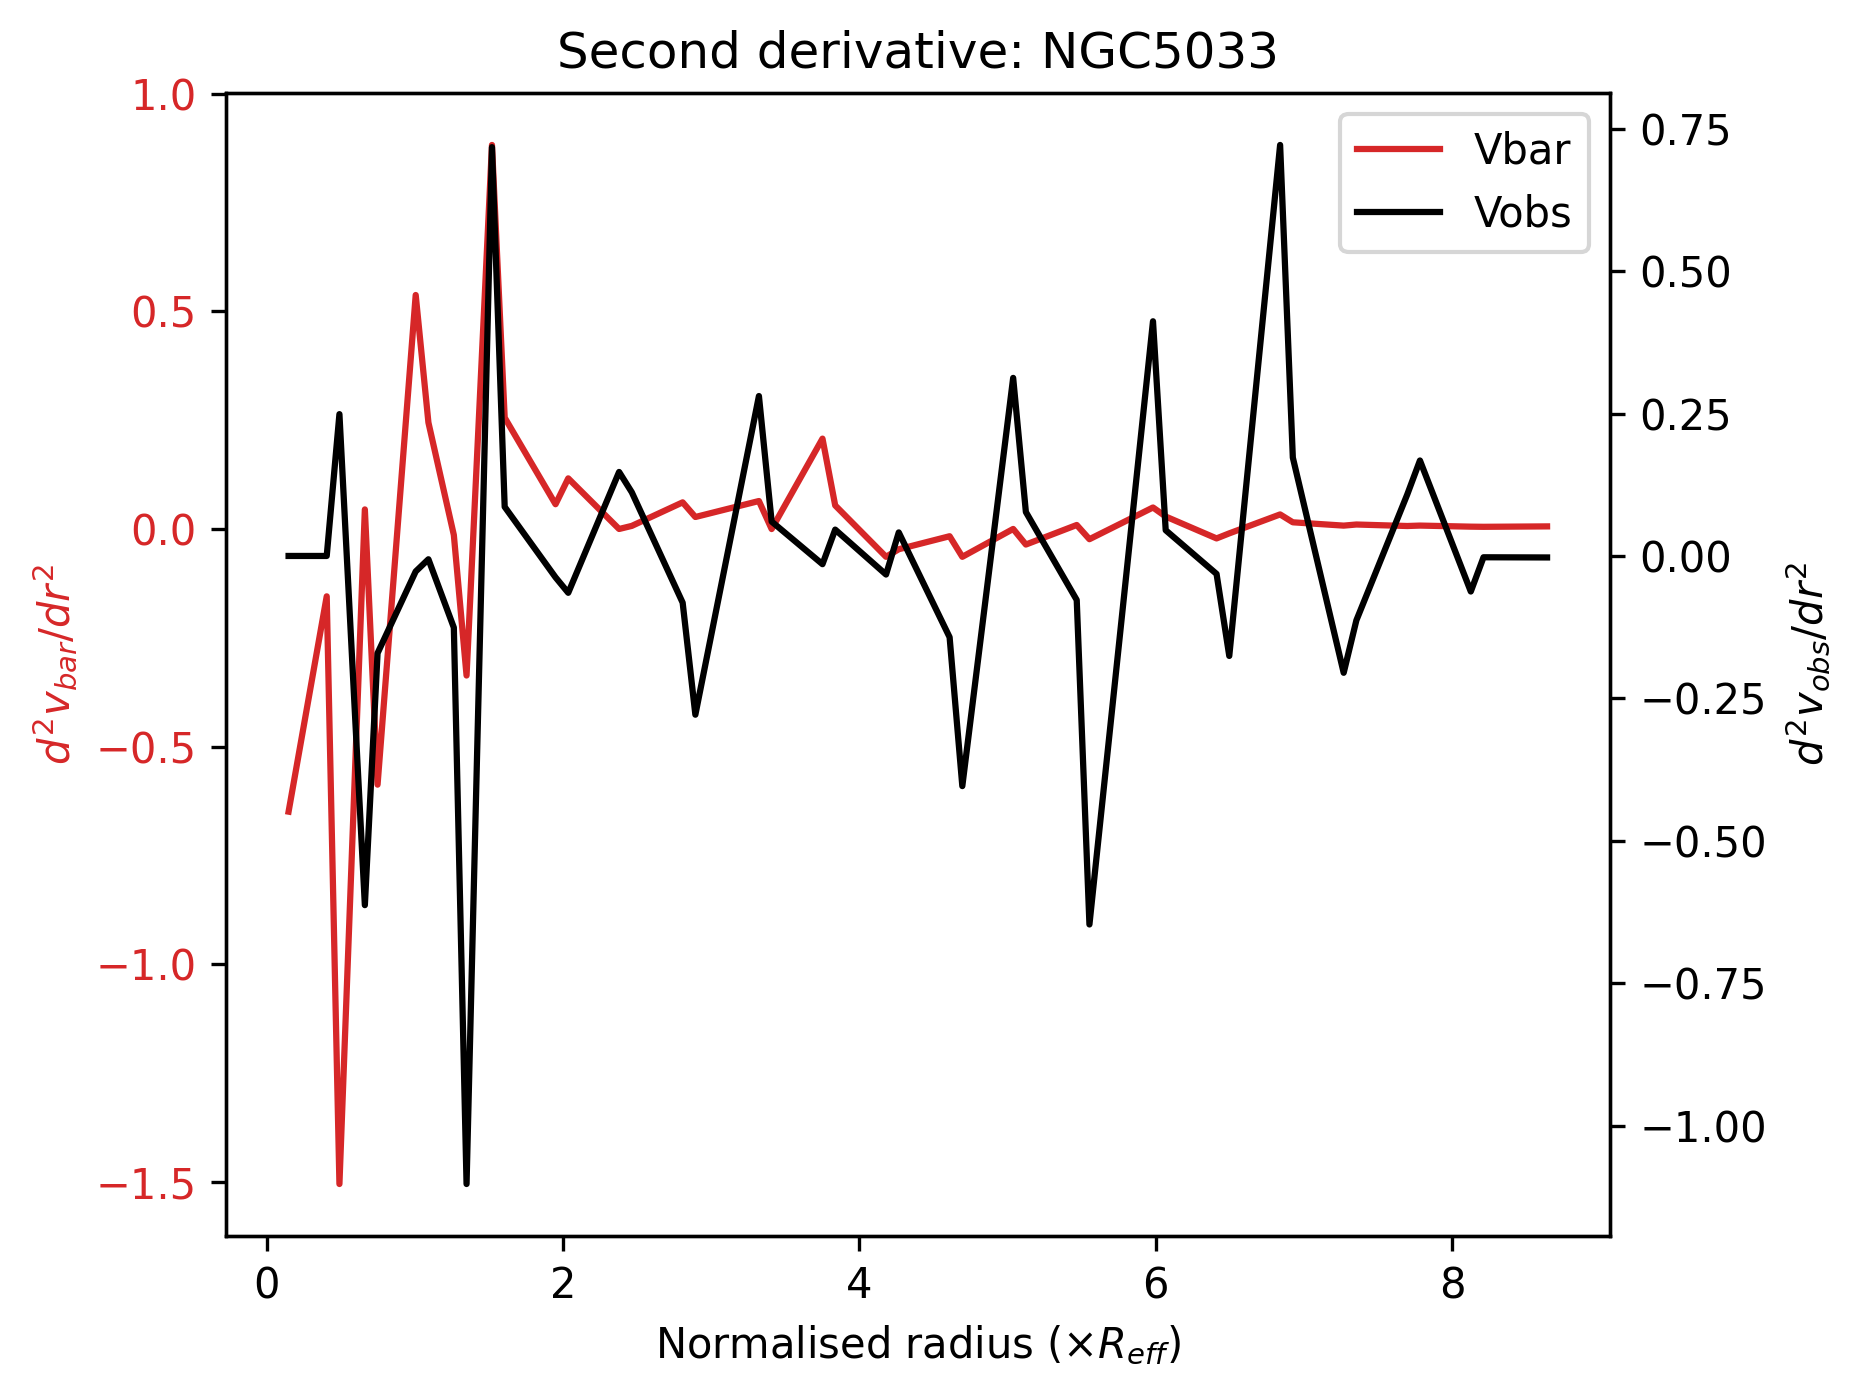 Second derivative: NGC5033
1.0
0.5
0.0
−0.5
−1.0
−1.5
d²v_bar/dr²
Vbar
Vobs
0.75
0.50
0.25
0.00
−0.25
−0.50
−0.75
−1.00
d²v_obs/dr²
0 2 4 6 8
Normalised radius (×R_eff)